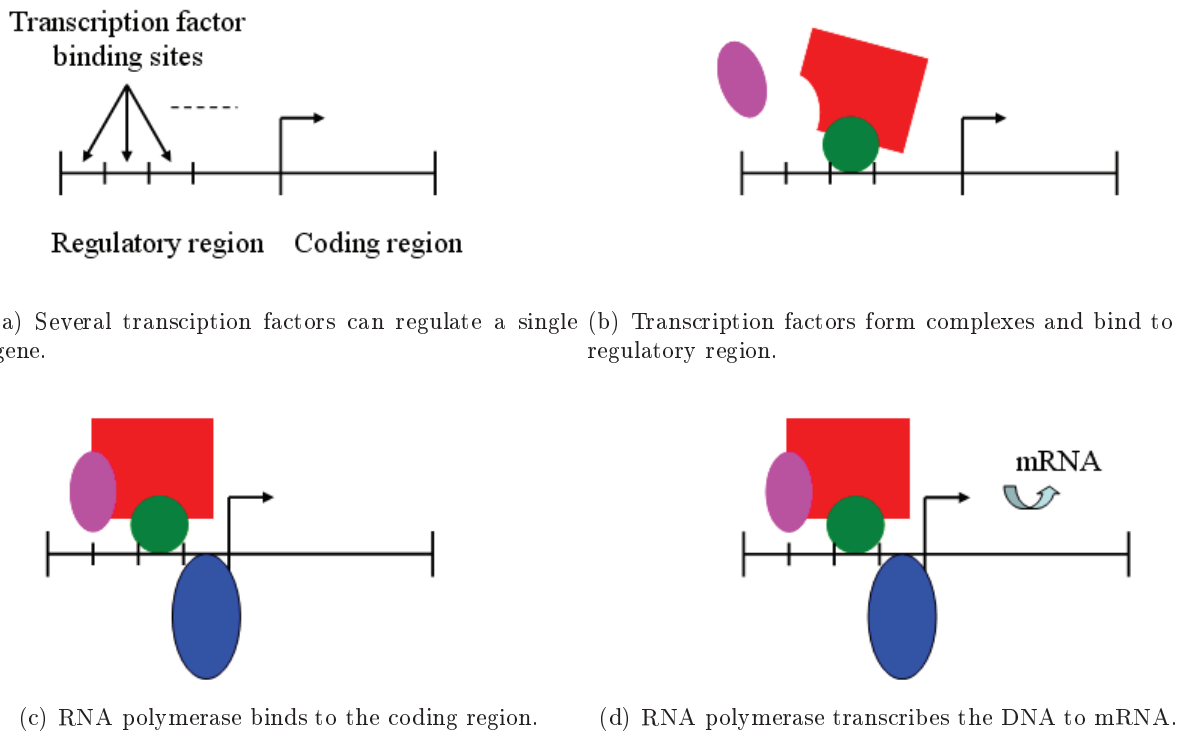 Transcription factor
binding sites
Regulatory region
Coding region
a) Several transciption factors can regulate a single
gene.
(b) Transcription factors form complexes and bind to
regulatory region.
mRNA
(c) RNA polymerase binds to the coding region.
(d) RNA polymerase transcribes the DNA to mRNA.